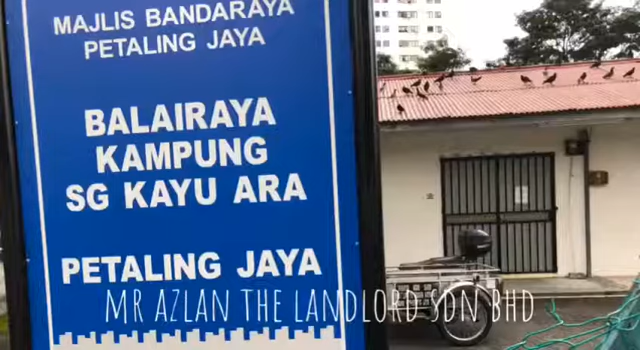 MAJLIS BANDARAYA
PETALING JAYA
BALAIRAYA
KAMPUNG
SG KAYU ARA
PETALING JAYA
MR AZLAN THE LANDLORD SDN BHD